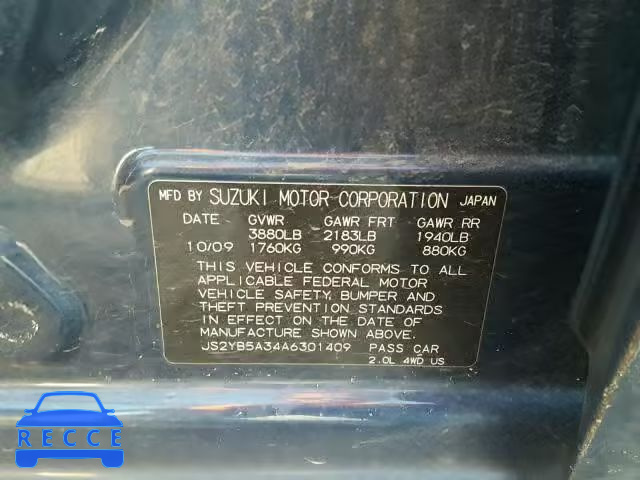 MFD BY SUZUKI MOTOR CORPORATION JAPAN
DATE GVWR GAWR FRT GAWR RR
3880LB 2183LB 1940LB
10/09 1760KG 990KG 880KG
THIS VEHICLE CONFORMS TO ALL
APPLICABLE FEDERAL MOTOR
VEHICLE SAFETY, BUMPER AND
THEFT PREVENTION STANDARDS
IN EFFECT ON THE DATE OF
MANUFACTURE SHOWN ABOVE.
JS2YB5A34A6301409 PASS CAR
2.0L 4WD US
RECCE